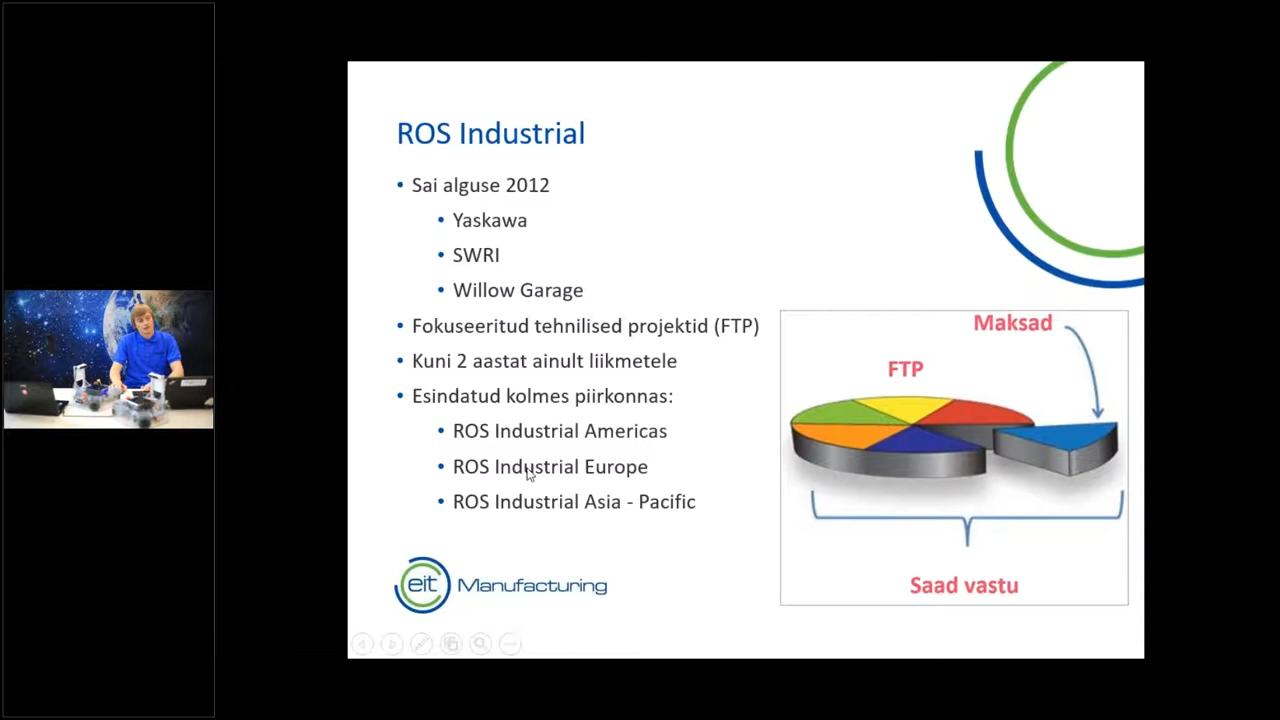 ROS Industrial
• Sai alguse 2012
• Yaskawa
• SWRI
• Willow Garage
• Fokuseeritud tehnilised projektid (FTP)
• Kuni 2 aastat ainult liikmetele
• Esindatud kolmes piirkonnas:
• ROS Industrial Americas
• ROS Industrial Europe
• ROS Industrial Asia - Pacific
Maksad
FTP
Saad vastu
eit Manufacturing